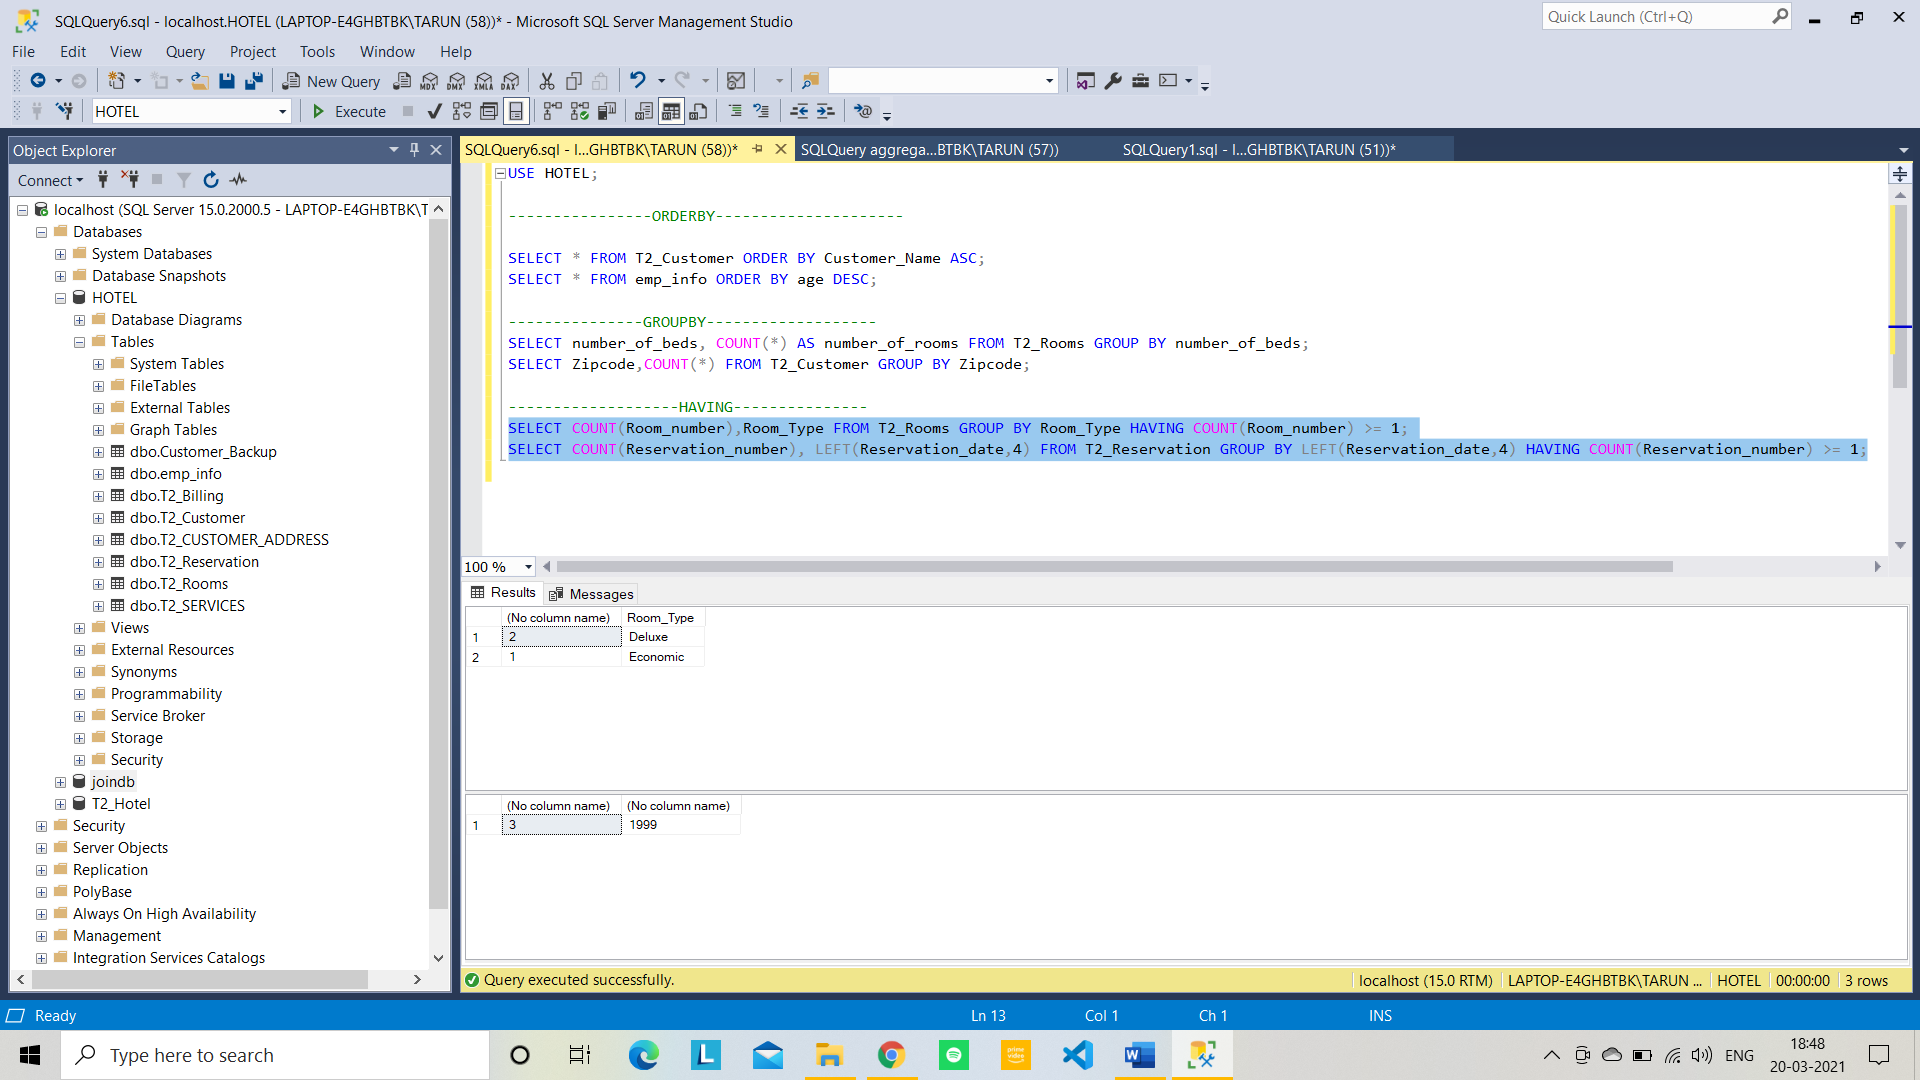 SQLQuery6.sql - localhost.HOTEL (LAPTOP-E4GHBTBK\TARUN (58))* - Microsoft SQL Server Management Studio
Quick Launch (Ctrl+Q)
File Edit View Query Project Tools Window Help
New Query MDX DMX XMLA DAX
HOTEL Execute
Object Explorer
SQLQuery6.sql - l...GHBTBK\TARUN (58))* SQLQuery aggrega...BTBK\TARUN (57)) SQLQuery1.sql - l...GHBTBK\TARUN (51))*
Connect
localhost (SQL Server 15.0.2000.5 - LAPTOP-E4GHBTBK\T
Databases
System Databases
Database Snapshots
HOTEL
Database Diagrams
Tables
System Tables
FileTables
External Tables
Graph Tables
dbo.Customer_Backup
dbo.emp_info
dbo.T2_Billing
dbo.T2_Customer
dbo.T2_CUSTOMER_ADDRESS
dbo.T2_Reservation
dbo.T2_Rooms
dbo.T2_SERVICES
Views
External Resources
Synonyms
Programmability
Service Broker
Storage
Security
joindb
T2_Hotel
Security
Server Objects
Replication
PolyBase
Always On High Availability
Management
Integration Services Catalogs
USE HOTEL;
----------------ORDERBY---------------------
SELECT * FROM T2_Customer ORDER BY Customer_Name ASC;
SELECT * FROM emp_info ORDER BY age DESC;
---------------GROUPBY-------------------
SELECT number_of_beds, COUNT(*) AS number_of_rooms FROM T2_Rooms GROUP BY number_of_beds;
SELECT Zipcode,COUNT(*) FROM T2_Customer GROUP BY Zipcode;
-------------------HAVING---------------
SELECT COUNT(Room_number),Room_Type FROM T2_Rooms GROUP BY Room_Type HAVING COUNT(Room_number) >= 1;
SELECT COUNT(Reservation_number), LEFT(Reservation_date,4) FROM T2_Reservation GROUP BY LEFT(Reservation_date,4) HAVING COUNT(Reservation_number) >= 1;
100 %
Results Messages
(No column name) Room_Type
1 2 Deluxe
2 1 Economic
(No column name) (No column name)
1 3 1999
Query executed successfully. localhost (15.0 RTM) LAPTOP-E4GHBTBK\TARUN ... HOTEL 00:00:00 3 rows
Ready Ln 13 Col 1 Ch 1 INS
Type here to search
L
prime video
W
ENG
18:48
20-03-2021